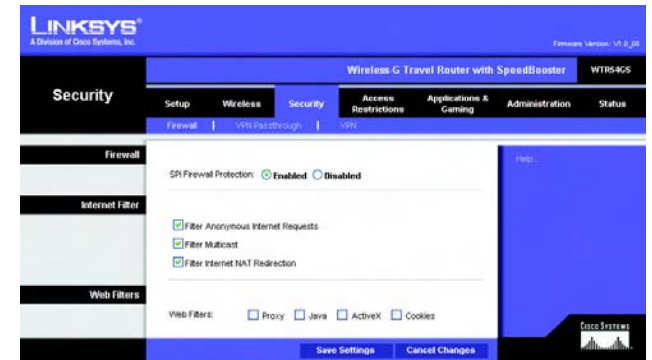 LINKSYS®
A Division of Cisco Systems, Inc.
Firmware Version: V1.0_06
Wireless-G Travel Router with SpeedBooster WTR54GS
Security
Setup Wireless Security Access Restrictions Applications & Gaming Administration Status
Firewall | VPN Passthrough | VPN
Firewall
SPI Firewall Protection: Enabled Disabled
Help...
Internet Filter
Filter Anonymous Internet Requests
Filter Multicast
Filter Internet NAT Redirection
Web Filters
Web Filters: Proxy Java ActiveX Cookies
Save Settings Cancel Changes
CISCO SYSTEMS